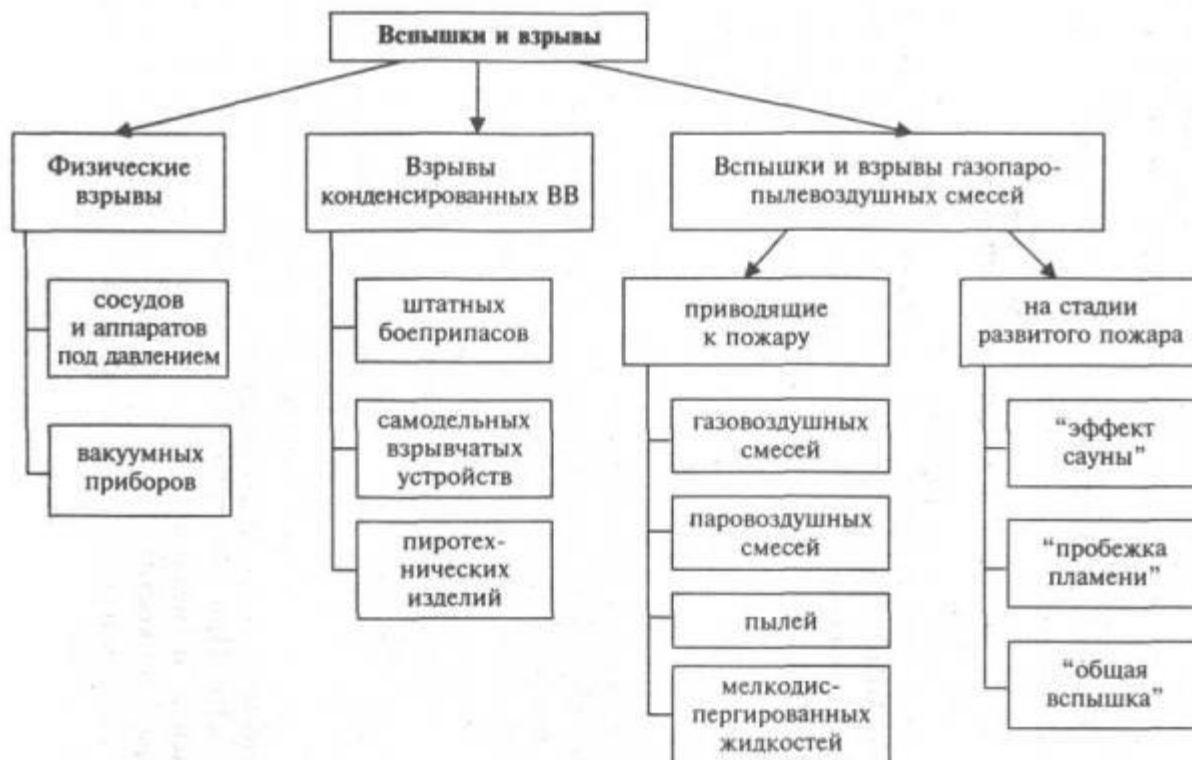 Вспышки и взрывы
Физические
взрывы
сосудов
и аппаратов
под давлением
вакуумных
приборов
Взрывы
конденсированных ВВ
штатных
боеприпасов
самодельных
взрывчатых
устройств
пиротех-
нических
изделий
Вспышки и взрывы газопаро-
пылевоздушных смесей
приводящие
к пожару
газовоздушных
смесей
паровоздушных
смесей
пылей
мелкодис-
пергированных
жидкостей
на стадии
развитого пожара
“эффект
сауны”
“пробежка
пламени”
“общая
вспышка”